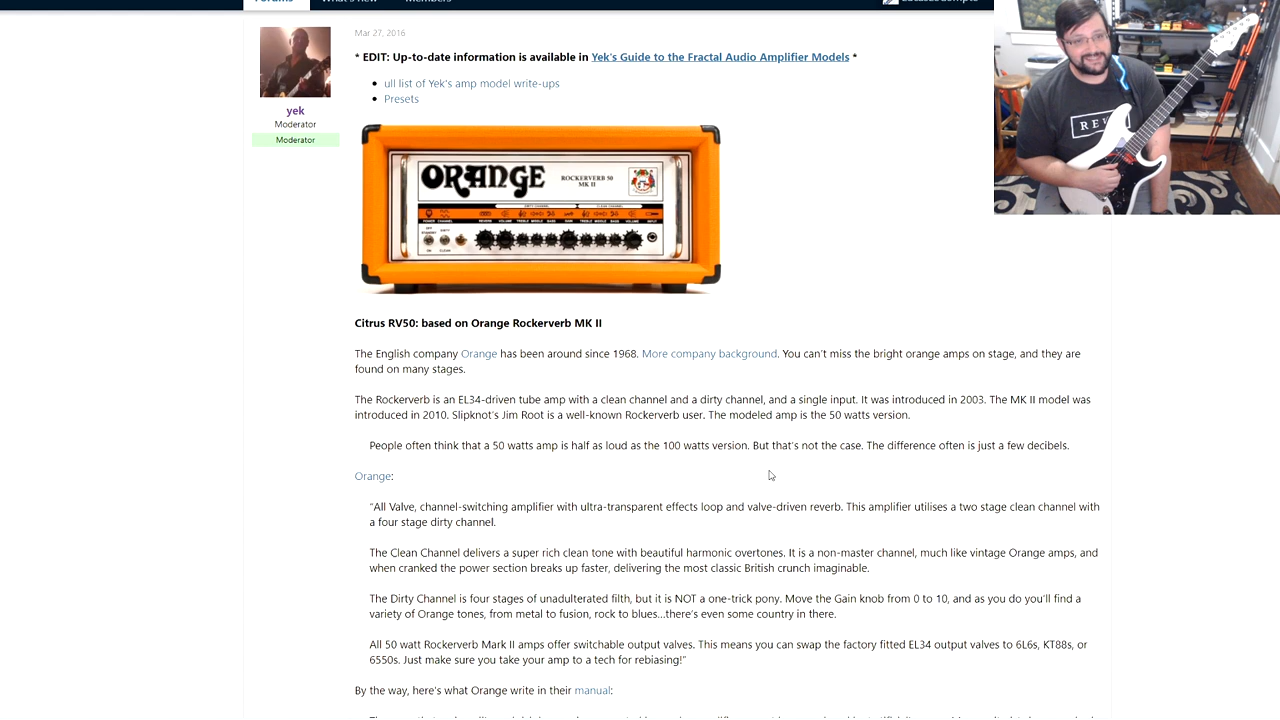 Forums What's new Members
Mar 27, 2016
* EDIT: Up-to-date information is available in Yek's Guide to the Fractal Audio Amplifier Models *
ull list of Yek's amp model write-ups
Presets
yek
Moderator
Moderator
ORANGE
ROCKERVERB 50
MK II
Citrus RV50: based on Orange Rockerverb MK II
The English company Orange has been around since 1968. More company background. You can't miss the bright orange amps on stage, and they are
found on many stages.
The Rockerverb is an EL34-driven tube amp with a clean channel and a dirty channel, and a single input. It was introduced in 2003. The MK II model was
introduced in 2010. Slipknot's Jim Root is a well-known Rockerverb user. The modeled amp is the 50 watts version.
People often think that a 50 watts amp is half as loud as the 100 watts version. But that's not the case. The difference often is just a few decibels.
Orange:
"All Valve, channel-switching amplifier with ultra-transparent effects loop and valve-driven reverb. This amplifier utilises a two stage clean channel with
a four stage dirty channel.
The Clean Channel delivers a super rich clean tone with beautiful harmonic overtones. It is a non-master channel, much like vintage Orange amps, and
when cranked the power section breaks up faster, delivering the most classic British crunch imaginable.
The Dirty Channel is four stages of unadulterated filth, but it is NOT a one-trick pony. Move the Gain knob from 0 to 10, and as you do you'll find a
variety of Orange tones, from metal to fusion, rock to blues...there's even some country in there.
All 50 watt Rockerverb Mark II amps offer switchable output valves. This means you can swap the factory fitted EL34 output valves to 6L6s, KT88s, or
6550s. Just make sure you take your amp to a tech for rebiasing!"
By the way, here's what Orange write in their manual: